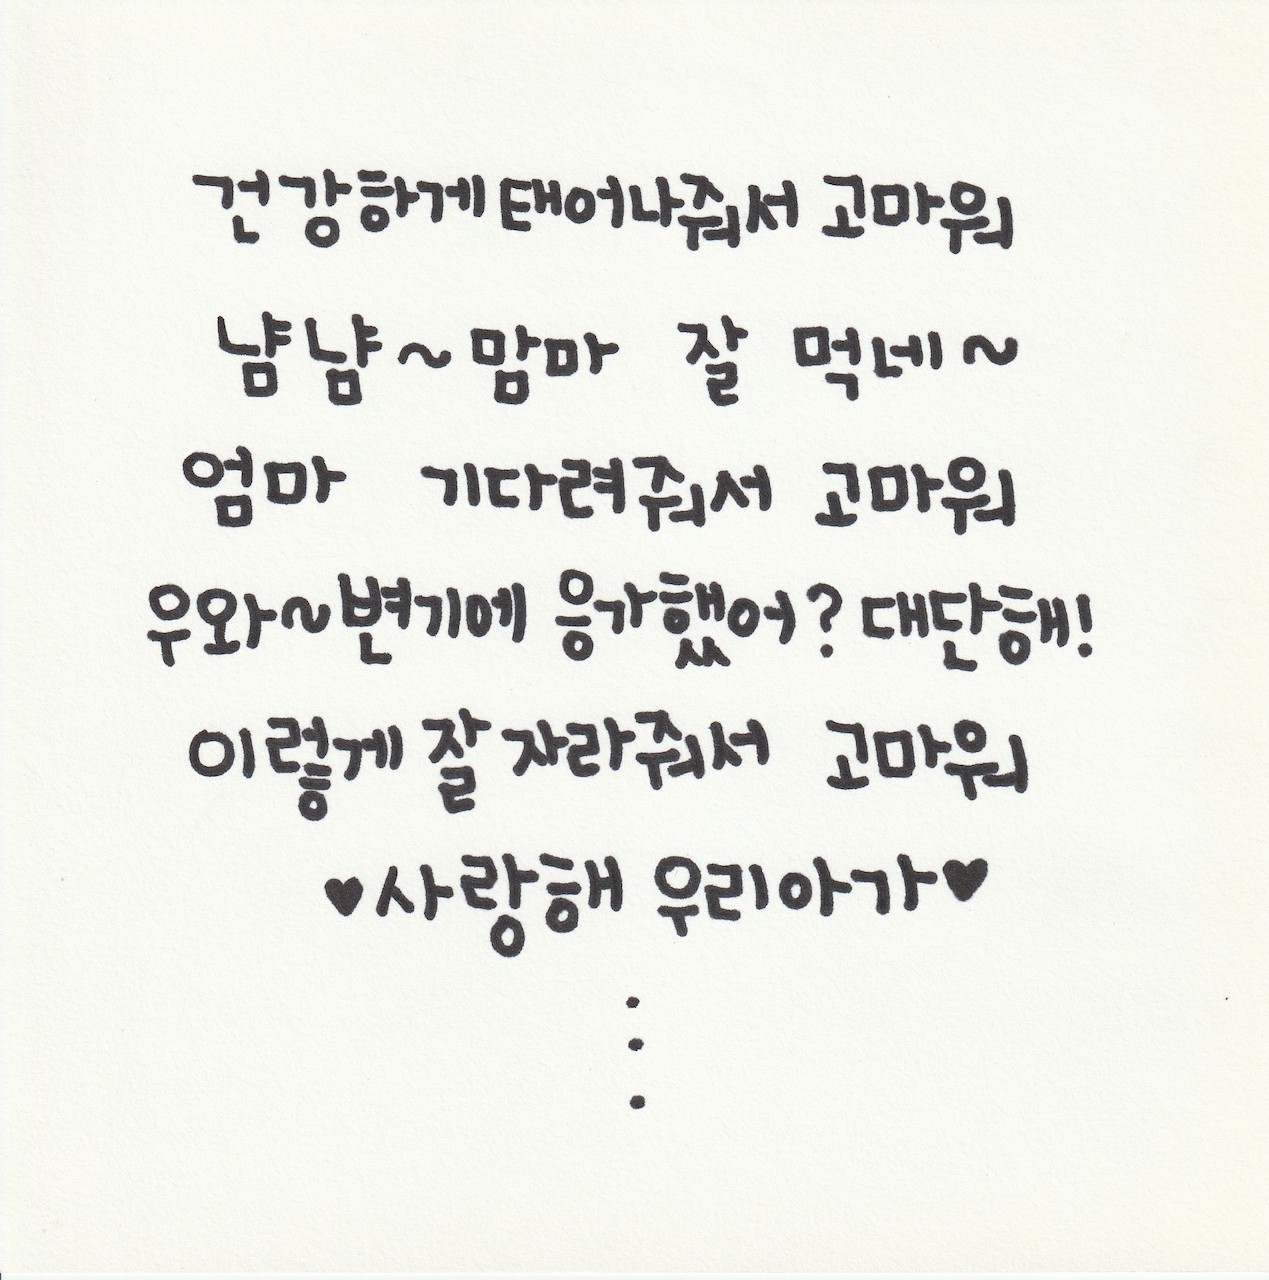 건강하게 태어나줘서 고마워
냠냠~맘마 잘 먹네~
엄마 기다려줘서 고마워
우와~변기에 응가했어? 대단해!
이렇게 잘 자라줘서 고마워
♥사랑해 우리아가♥
.
.
.